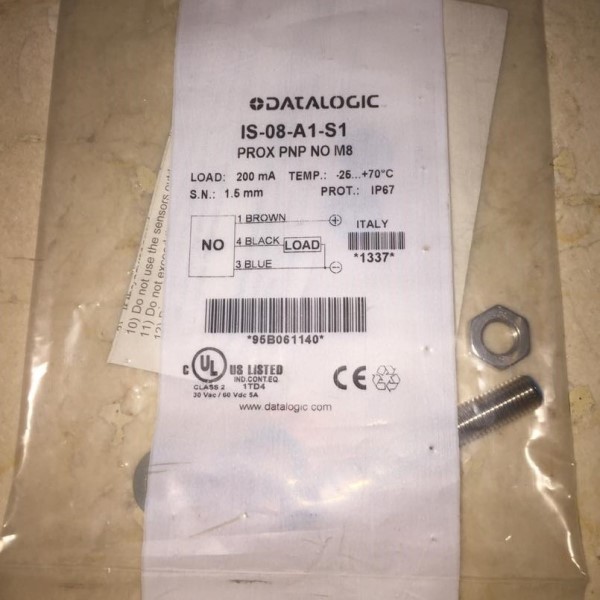 DATALOGIC
IS-08-A1-S1
PROX PNP NO M8
LOAD: 200 mA TEMP.: -25...+70°C
S.N.: 1.5 mm PROT.: IP67
1 BROWN
ITALY
NO
4 BLACK LOAD
3 BLUE
*1337*
*95B061140*
C UL US LISTED
IND.CONT.EQ.
CLASS 2 1TD4
30 Vac / 60 Vdc 5A
CE
www.datalogic.com
10) Do not use the sensors
11) Do not